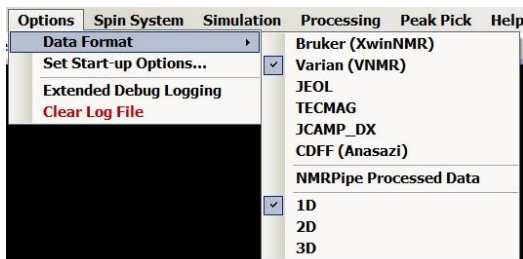 Options Spin System Simulation Processing Peak Pick Help
Data Format
Set Start-up Options...
Extended Debug Logging
Clear Log File
Bruker (XwinNMR)
Varian (VNMR)
JEOL
TECMAG
JCAMP_DX
CDFF (Anasazi)
NMRPipe Processed Data
1D
2D
3D